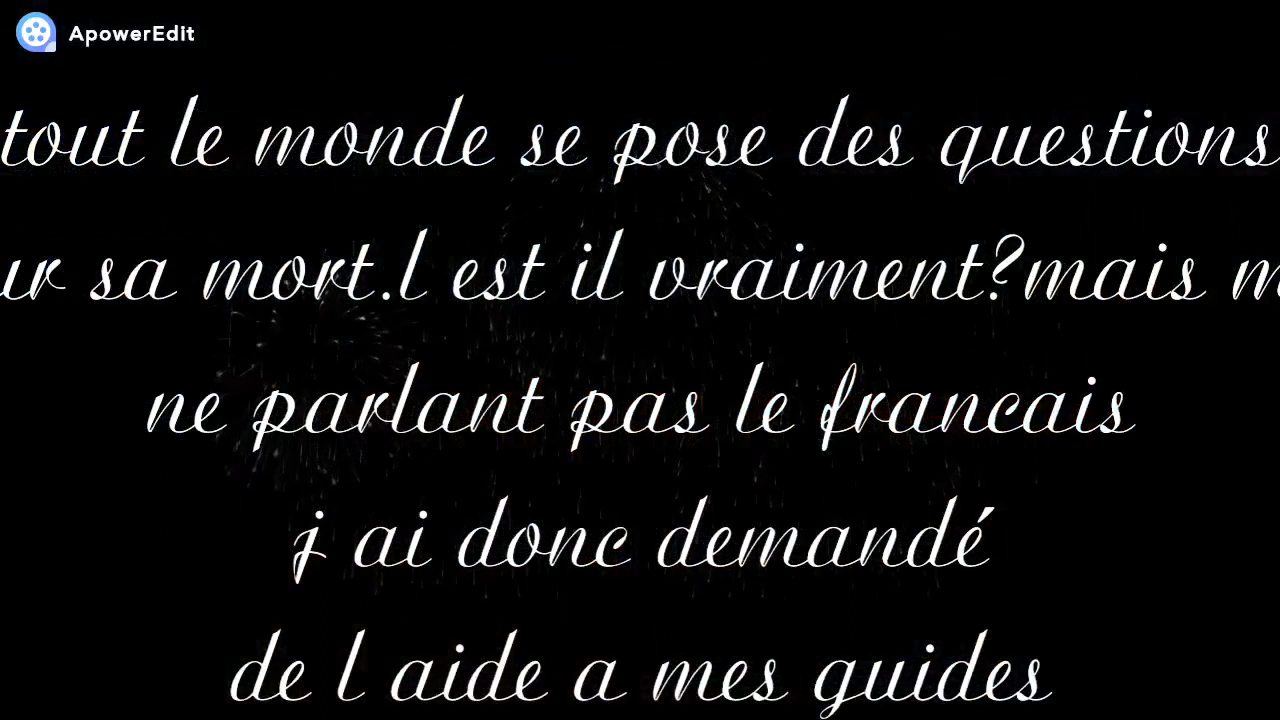 ApowerEdit
tout le monde se pose des questions
ur sa mort.l est il vraiment?mais m
ne parlant pas le francais
j ai donc demandé
de l aide a mes guides